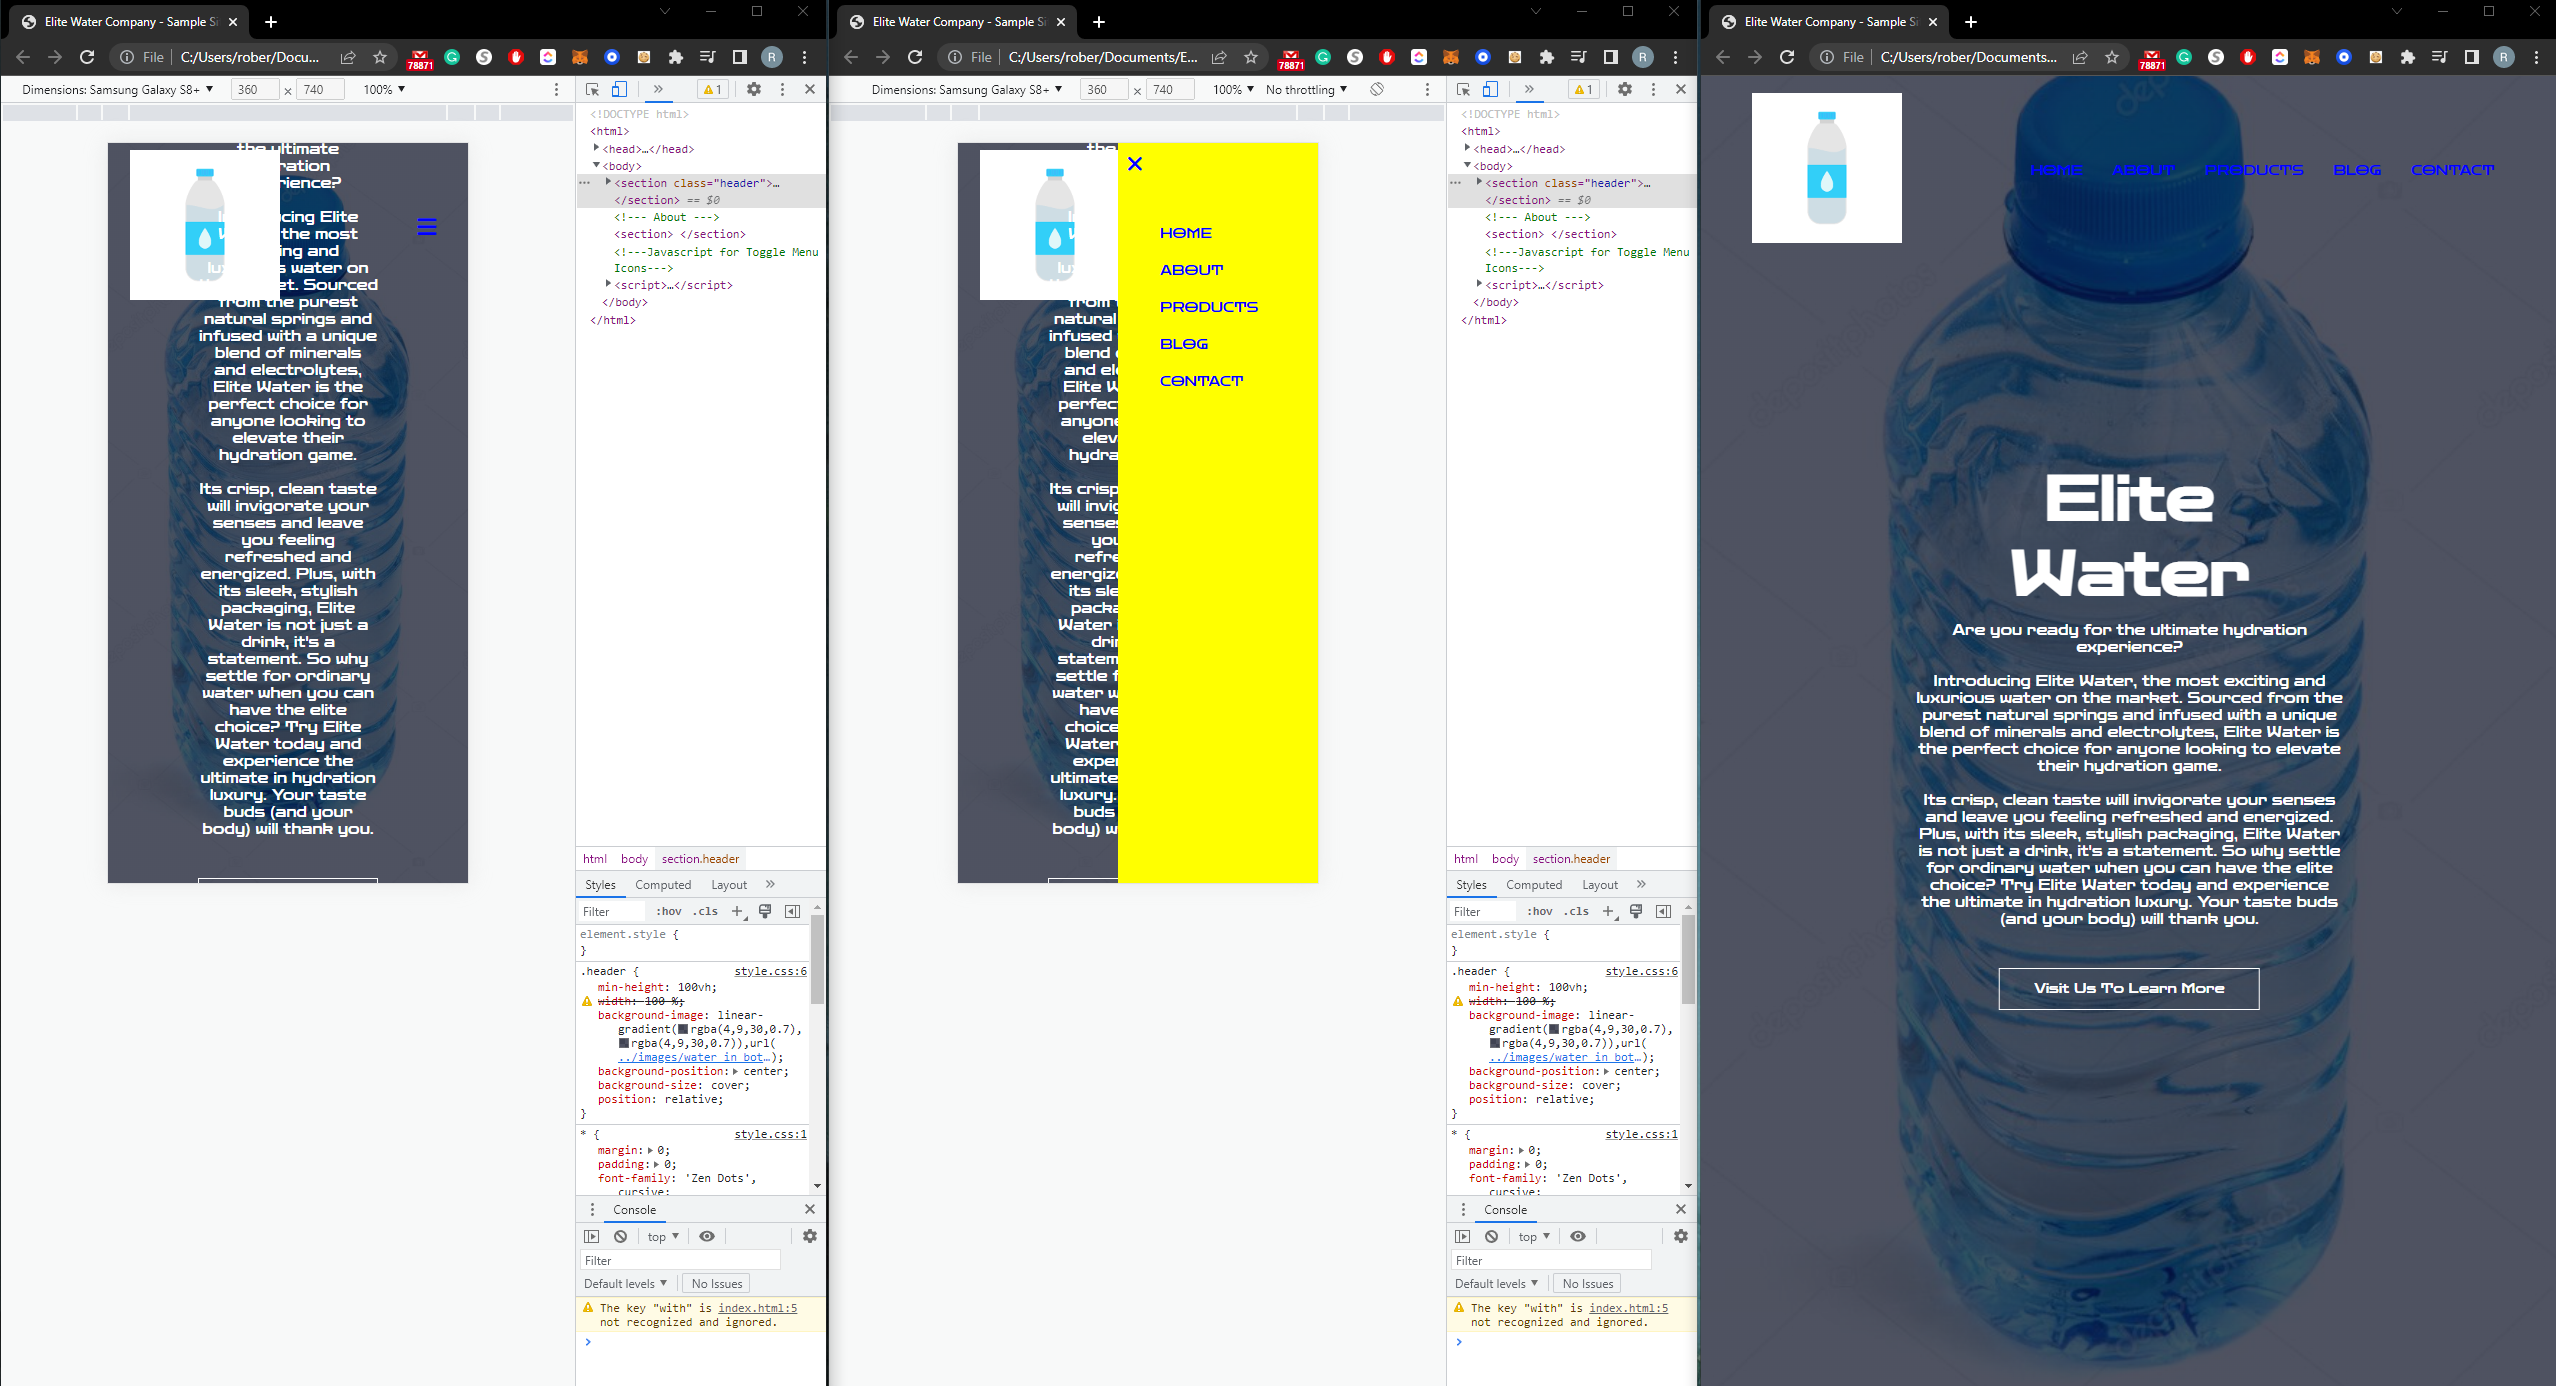 Elite Water Company - Sample Si
File
C:/Users/rober/Docu...
78871
R
Dimensions: Samsung Galaxy S8+ ▼
360 × 740
100% ▼
1
the ultimate
experience?
Elite
the most
and
water on
Sourced
from the purest
natural springs and
infused with a unique
blend of minerals
and electrolytes,
Elite Water is the
perfect choice for
anyone looking to
elevate their
hydration game.
Its crisp, clean taste
will invigorate your
senses and leave
you feeling
refreshed and
energized. Plus, with
its sleek, stylish
packaging, Elite
Water is not just a
drink, it's a
statement. So why
settle for ordinary
water when you can
have the elite
choice? Try Elite
Water today and
experience the
ultimate in hydration
luxury. Your taste
buds (and your
body) will thank you.
<!DOCTYPE html>
<html>
<head>…</head>
<body>
<section class="header">…
</section> == $0
<!--- About --->
<section> </section>
<!---Javascript for Toggle Menu
Icons--->
<script>…</script>
</body>
</html>
html body section.header
Styles Computed Layout »
Filter :hov .cls +
element.style {
}
.header { style.css:6
min-height: 100vh;
width: 100 %;
background-image: linear-
gradient(rgba(4,9,30,0.7),
rgba(4,9,30,0.7)),url(
../images/water in bot…);
background-position: center;
background-size: cover;
position: relative;
}
* { style.css:1
margin: 0;
padding: 0;
font-family: 'Zen Dots',
cursive;
Console
top ▼
Filter
Default levels ▼ No Issues
The key "with" is index.html:5
not recognized and ignored.
Elite Water Company - Sample Si
File
C:/Users/rober/Documents/E...
78871
R
Dimensions: Samsung Galaxy S8+ ▼
360 × 740
100% ▼
No throttling ▼
1
HOME
ABOUT
PRODUCTS
BLOG
CONTACT
natural
infused
blend
Elite W
Its crisp
energiz
Water
settle f
water w
have
choice?
Water
ultimate
luxury.
buds
body) w
<!DOCTYPE html>
<html>
<head>…</head>
<body>
<section class="header">…
</section> == $0
<!--- About --->
<section> </section>
<!---Javascript for Toggle Menu
Icons--->
<script>…</script>
</body>
</html>
html body section.header
Styles Computed Layout »
Filter :hov .cls +
element.style {
}
.header { style.css:6
min-height: 100vh;
width: 100 %;
background-image: linear-
gradient(rgba(4,9,30,0.7),
rgba(4,9,30,0.7)),url(
../images/water in bot…);
background-position: center;
background-size: cover;
position: relative;
}
* { style.css:1
margin: 0;
padding: 0;
font-family: 'Zen Dots',
cursive;
Console
top ▼
Filter
Default levels ▼ No Issues
The key "with" is index.html:5
not recognized and ignored.
Elite Water Company - Sample Si
File
C:/Users/rober/Documents...
78871
R
HOME ABOUT PRODUCTS BLOG CONTACT
Elite
Water
Are you ready for the ultimate hydration
experience?
Introducing Elite Water, the most exciting and
luxurious water on the market. Sourced from the
purest natural springs and infused with a unique
blend of minerals and electrolytes, Elite Water is
the perfect choice for anyone looking to elevate
their hydration game.
Its crisp, clean taste will invigorate your senses
and leave you feeling refreshed and energized.
Plus, with its sleek, stylish packaging, Elite Water
is not just a drink, it's a statement. So why settle
for ordinary water when you can have the elite
choice? Try Elite Water today and experience
the ultimate in hydration luxury. Your taste buds
(and your body) will thank you.
Visit Us To Learn More